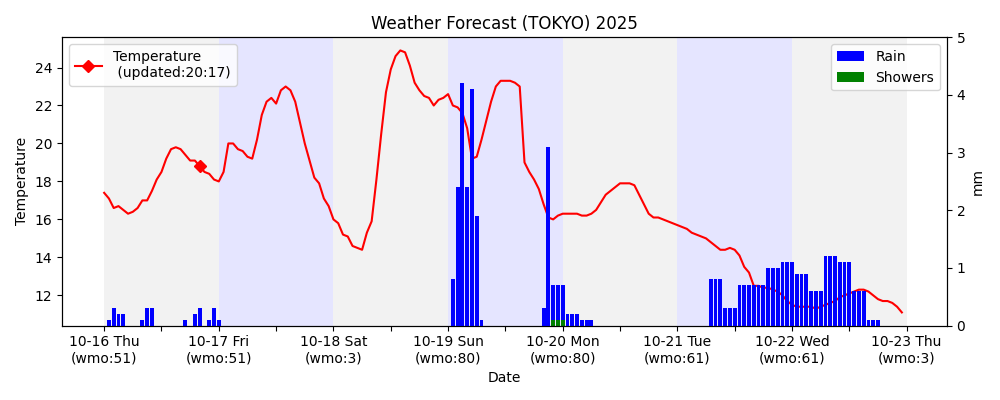 Weather Forecast (TOKYO) 2025
Temperature
(updated:20:17)
Rain
Showers
24
22
20
18
16
14
12
Temperature
5
4
3
2
1
0
mm
10-16 Thu
(wmo:51)
10-17 Fri
(wmo:51)
10-18 Sat
(wmo:3)
10-19 Sun
(wmo:80)
10-20 Mon
(wmo:80)
10-21 Tue
(wmo:61)
10-22 Wed
(wmo:61)
10-23 Thu
(wmo:3)
Date